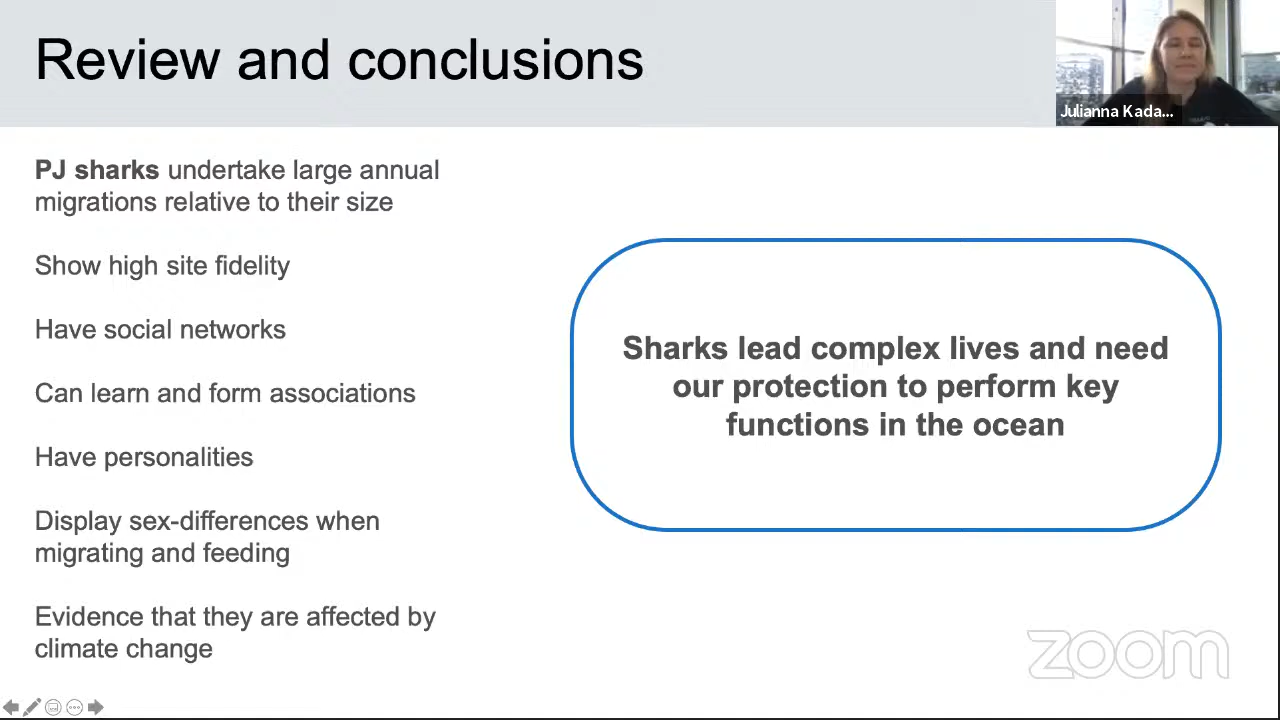 Review and conclusions
Julianna Kada...
PJ sharks undertake large annual
migrations relative to their size
Show high site fidelity
Have social networks
Can learn and form associations
Have personalities
Display sex-differences when
migrating and feeding
Evidence that they are affected by
climate change
Sharks lead complex lives and need
our protection to perform key
functions in the ocean
zoom